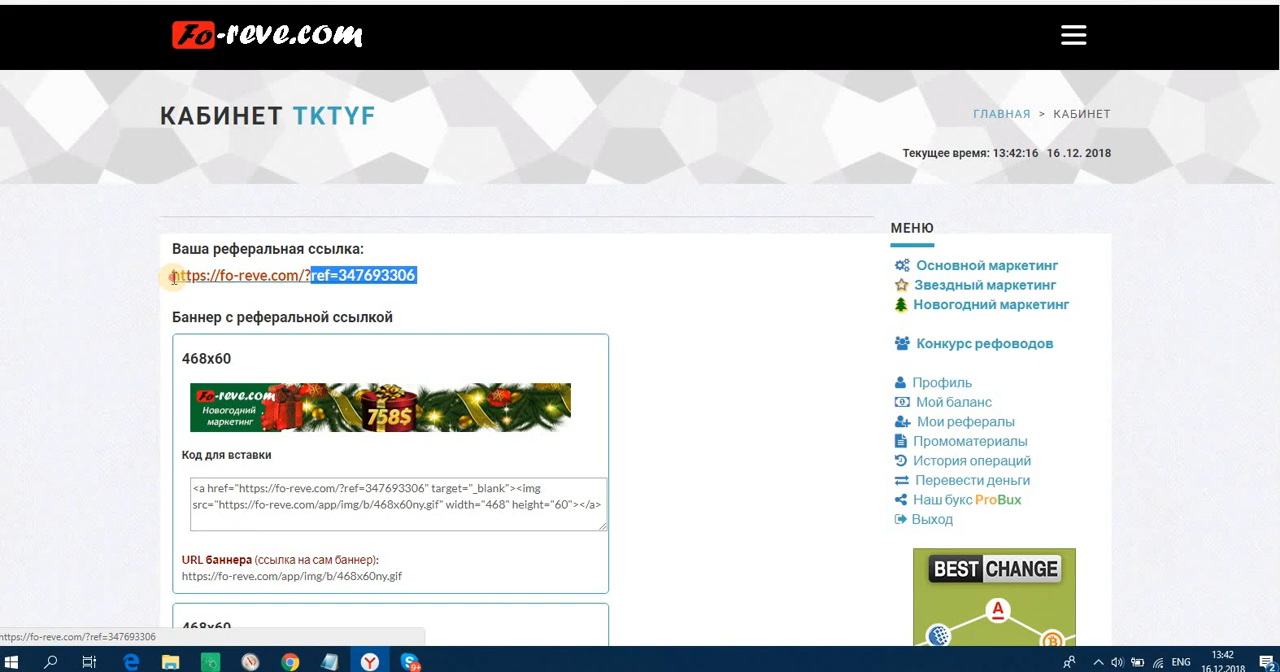 Fo-reve.com
КАБИНЕТ TKTYF
ГЛАВНАЯ > КАБИНЕТ
Текущее время: 13:42:16 16 .12. 2018
Ваша реферальная ссылка:
https://fo-reve.com/?ref=347693306
Баннер с реферальной ссылкой
468x60
Fo-reve.com
Новогодний
маркетинг
758$
Код для вставки
<a href="https://fo-reve.com/?ref=347693306" target="_blank"><img
src="https://fo-reve.com/app/img/b/468x60ny.gif" width="468" height="60"></a>
URL баннера (ссылка на сам баннер):
https://fo-reve.com/app/img/b/468x60ny.gif
468x60
МЕНЮ
Основной маркетинг
Звездный маркетинг
Новогодний маркетинг
Конкурс рефоводов
Профиль
Мой баланс
Мои рефералы
Промоматериалы
История операций
Перевести деньги
Наш букс ProBux
Выход
BEST CHANGE
https://fo-reve.com/?ref=347693306
ENG
13:42
16.12.2018